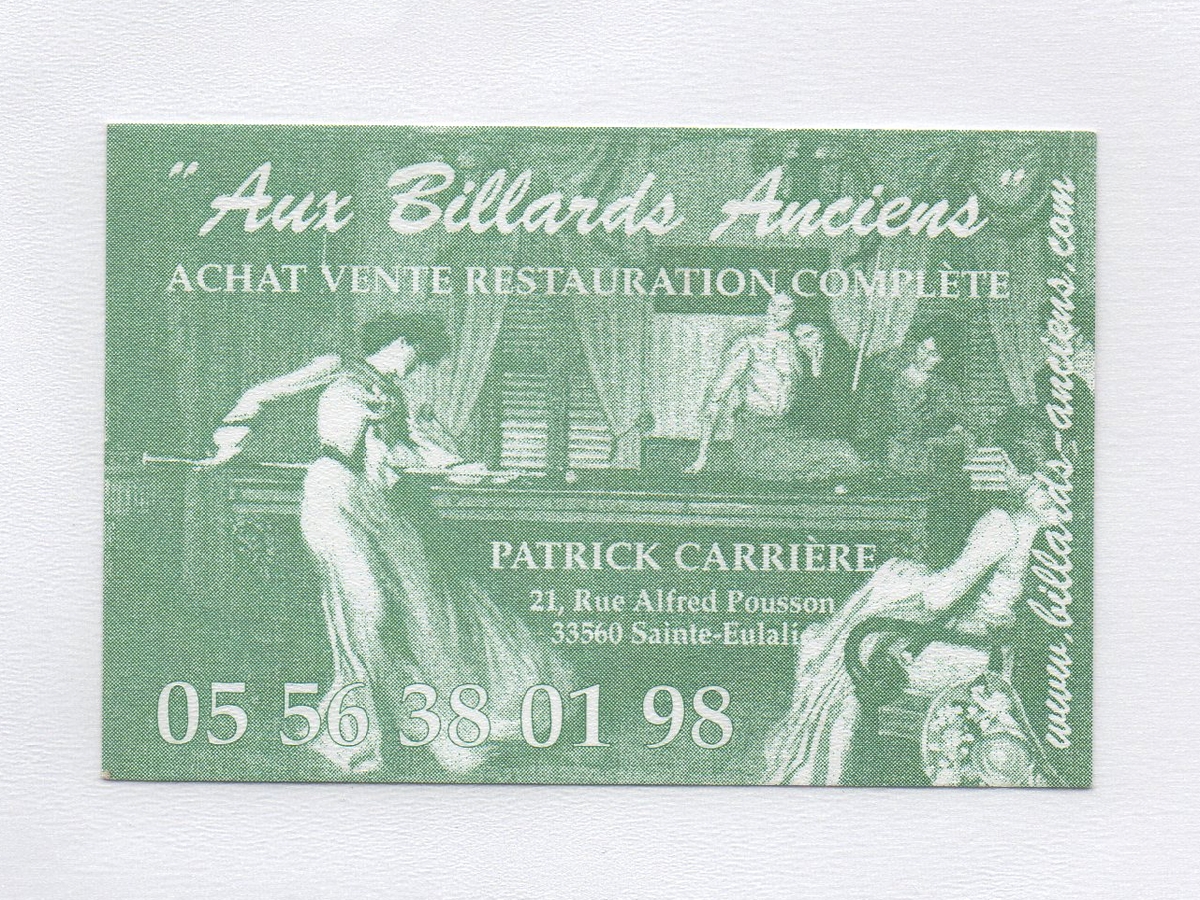 " Aux Billards Anciens "
ACHAT VENTE RESTAURATION COMPLÈTE
PATRICK CARRIÈRE
21, Rue Alfred Pousson
33560 Sainte-Eulalie
05 56 38 01 98
www.billards-anciens.com